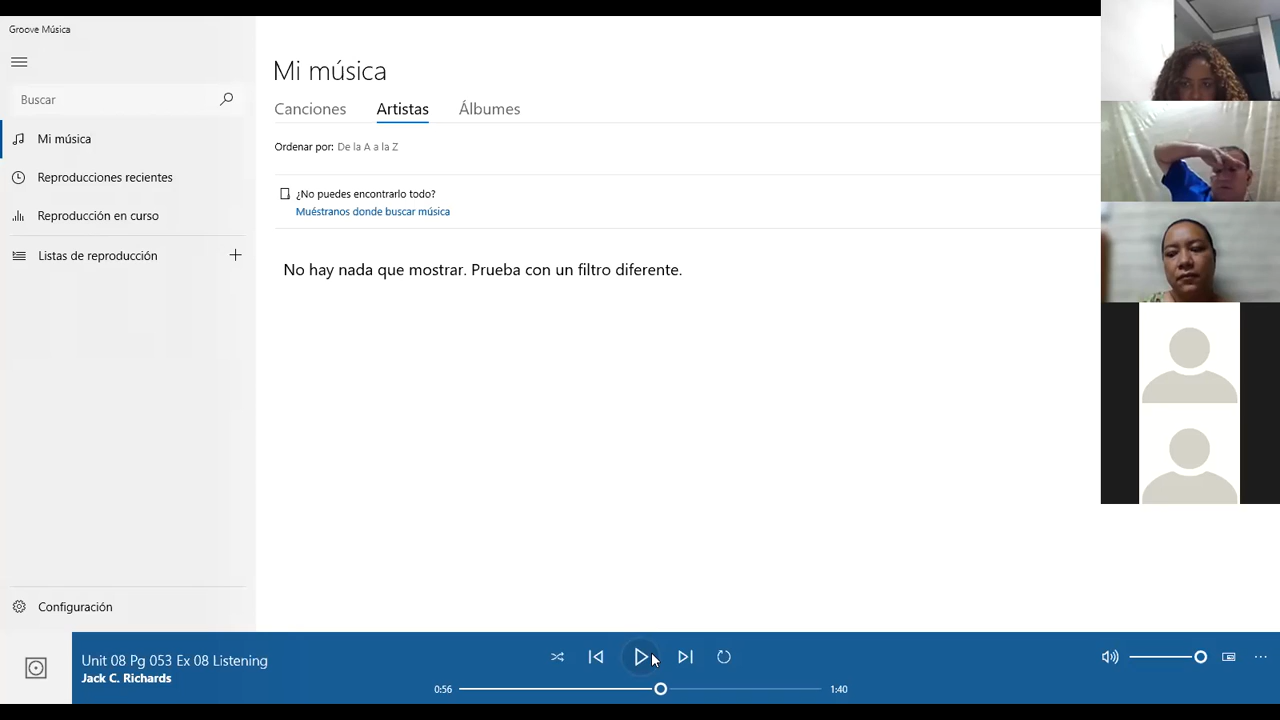 Groove Música
Buscar
Mi música
Reproducciones recientes
Reproducción en curso
Listas de reproducción
Configuración
Mi música
Canciones Artistas Álbumes
Ordenar por: De la A a la Z
¿No puedes encontrarlo todo?
Muéstranos donde buscar música
No hay nada que mostrar. Prueba con un filtro diferente.
Unit 08 Pg 053 Ex 08 Listening
Jack C. Richards
0:56
1:40